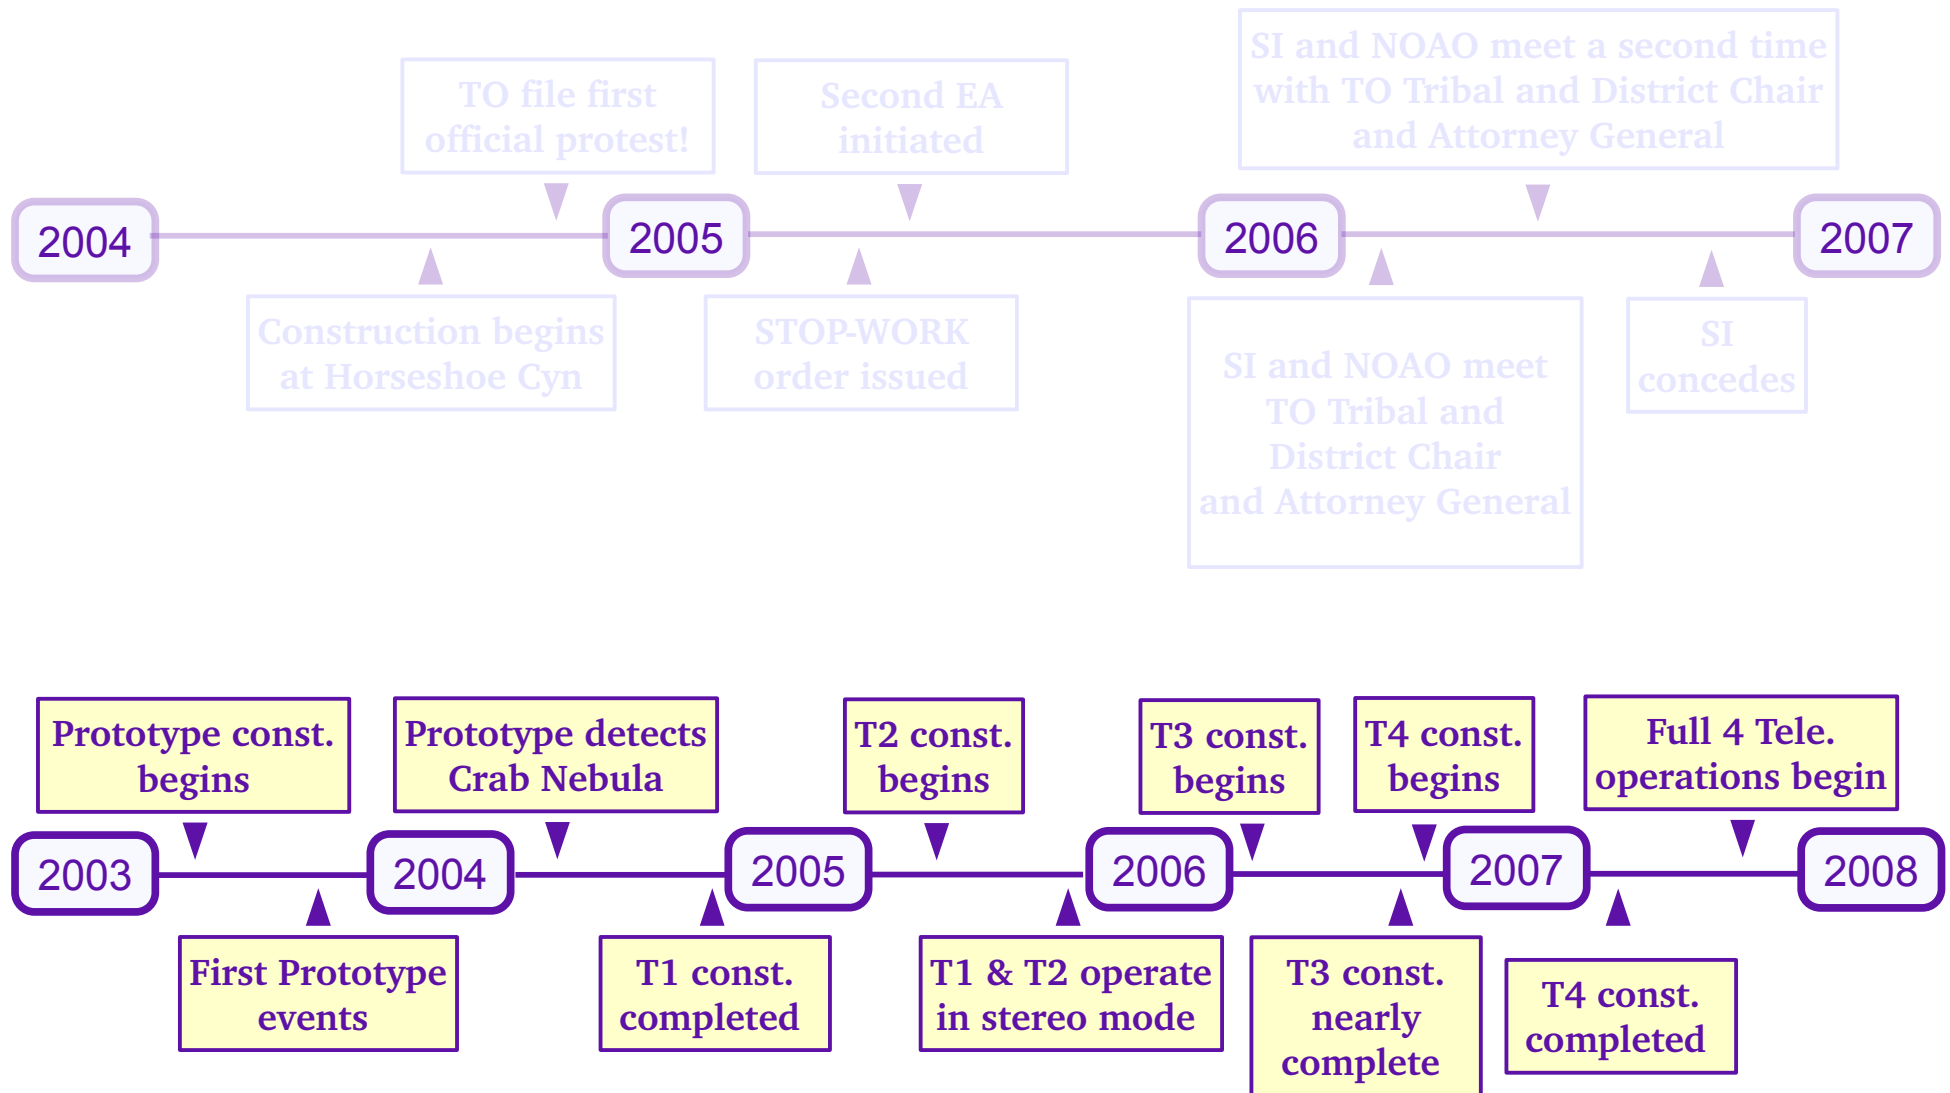 SI and NOAO meet a second time
with TO Tribal and District Chair
and Attorney General
TO file first
official protest!
Second EA
initiated
2004
2005
2006
2007
Construction begins
at Horseshoe Cyn
STOP-WORK
order issued
SI and NOAO meet
TO Tribal and
District Chair
and Attorney General
SI
concedes
Prototype const.
begins
Prototype detects
Crab Nebula
T2 const.
begins
T3 const.
begins
T4 const.
begins
Full 4 Tele.
operations begin
2003
2004
2005
2006
2007
2008
First Prototype
events
T1 const.
completed
T1 & T2 operate
in stereo mode
T3 const.
nearly
complete
T4 const.
completed